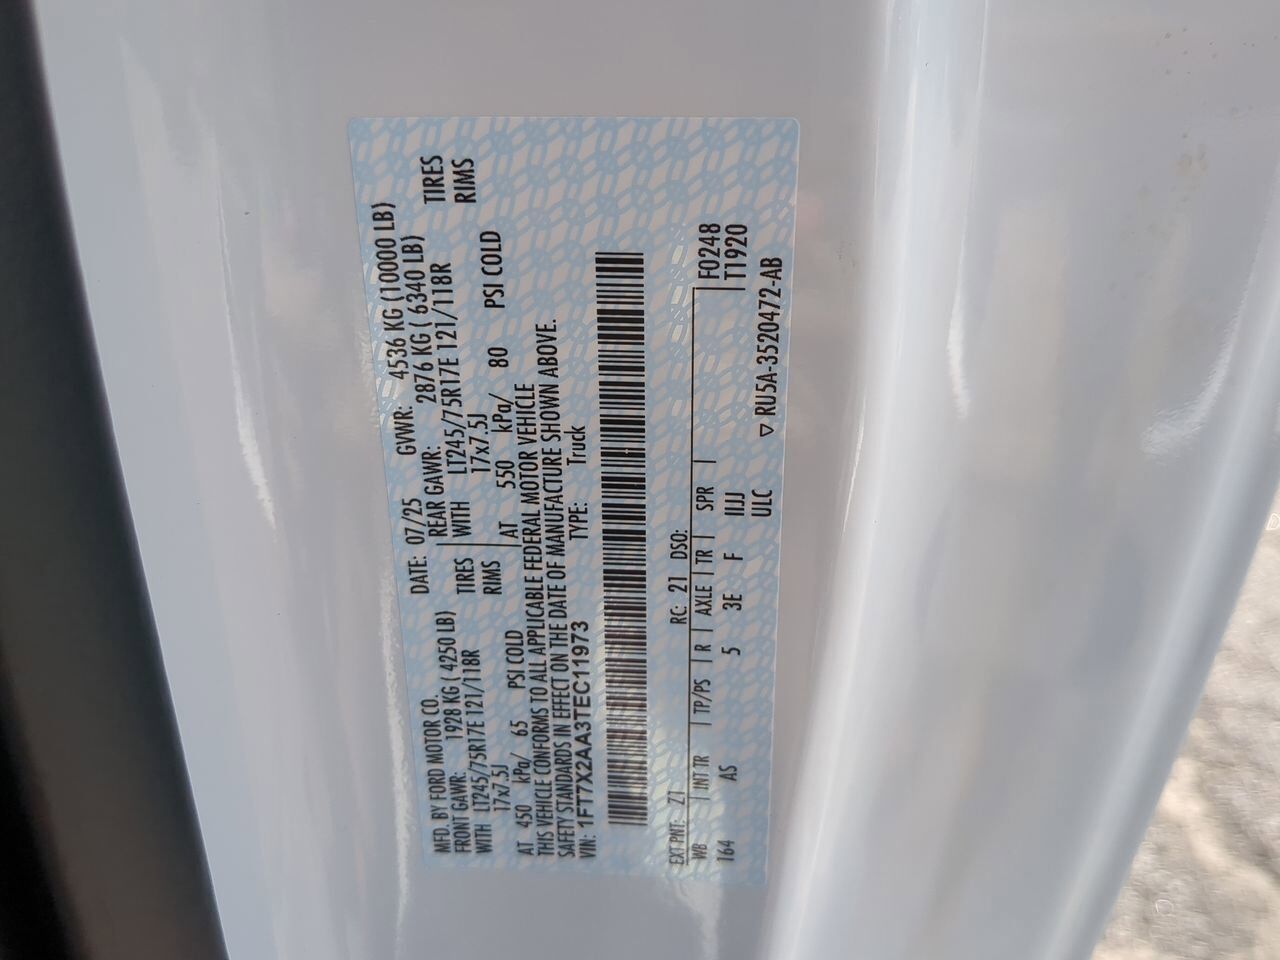 MFD. BY FORD MOTOR CO. DATE: 07/25 GVWR: 4536 KG (10000 LB)
FRONT GAWR: 1928 KG ( 4250 LB) REAR GAWR: 2876 KG ( 6340 LB)
WITH LT245/75R17E 121/118R TIRES WITH LT245/75R17E 121/118R TIRES
17x7.5J RIMS 17x7.5J RIMS
AT 450 kPa/ 65 PSI COLD AT 550 kPa/ 80 PSI COLD
THIS VEHICLE CONFORMS TO ALL APPLICABLE FEDERAL MOTOR VEHICLE
SAFETY STANDARDS IN EFFECT ON THE DATE OF MANUFACTURE SHOWN ABOVE.
VIN: 1FT7X2AA3TEC11973 TYPE: Truck
EXT PNT: Z1 RC: 21 DSO:
WB INT TR TP/PS R AXLE TR SPR F0248
164 AS 5 3E F IIJJ T1920
ULC ▽ RU5A-3520472-AB